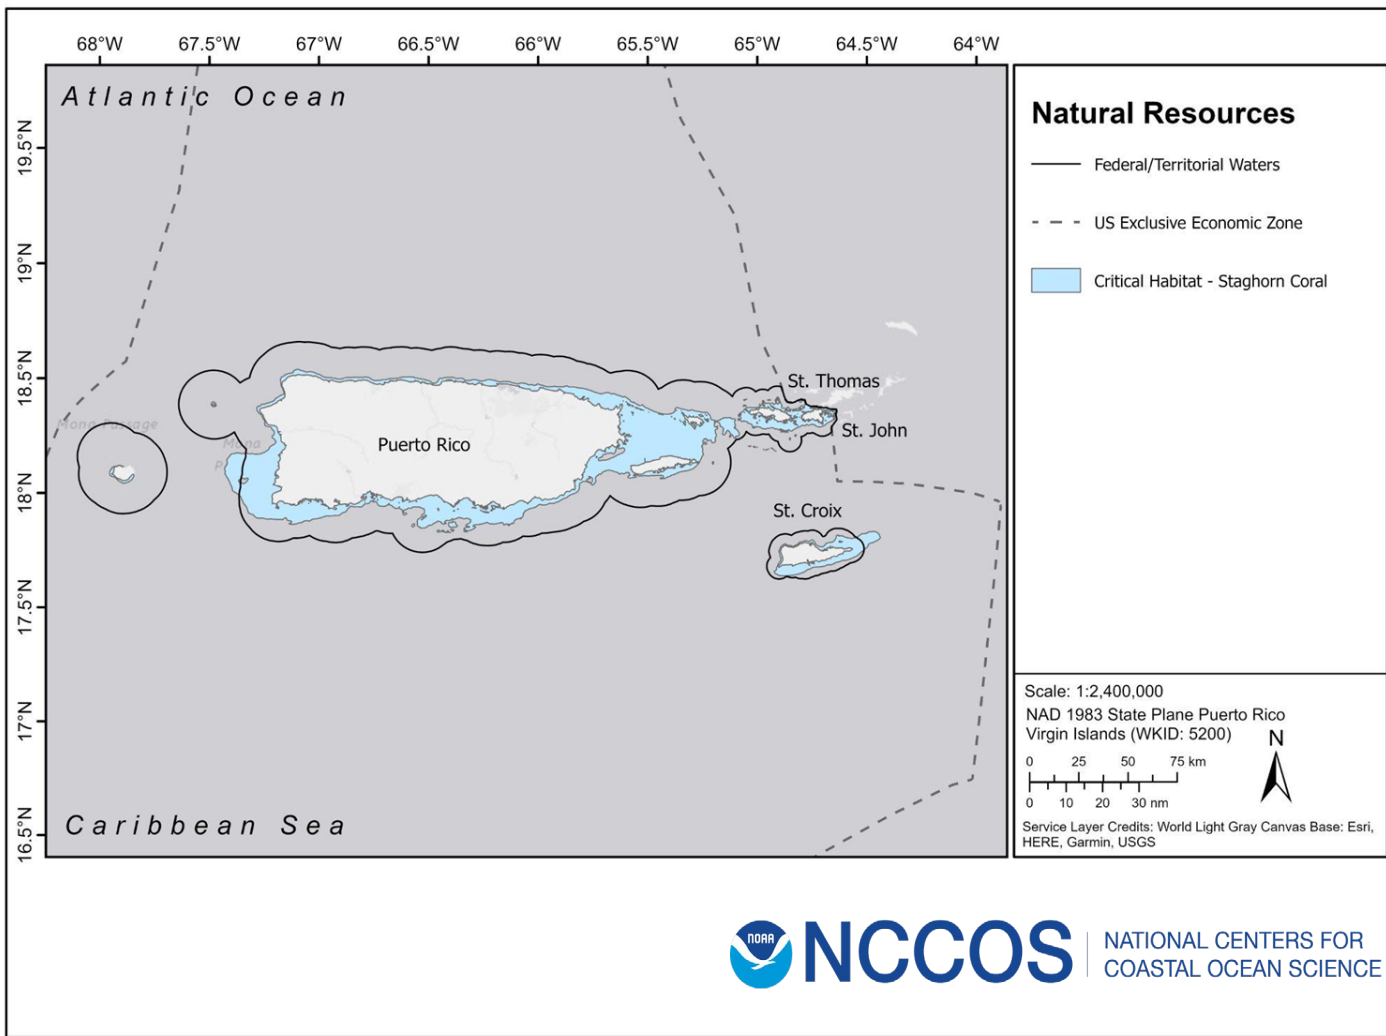 68°W 67.5°W 67°W 66.5°W 66°W 65.5°W 65°W 64.5°W 64°W
Atlantic Ocean
19.5°N
19°N
18.5°N
18°N
17.5°N
17°N
16.5°N
Mona Passage
Mona
St. Thomas
St. John
Puerto Rico
St. Croix
Caribbean Sea
Natural Resources
Federal/Territorial Waters
US Exclusive Economic Zone
Critical Habitat - Staghorn Coral
Scale: 1:2,400,000
NAD 1983 State Plane Puerto Rico
Virgin Islands (WKID: 5200)
N
0 25 50 75 km
0 10 20 30 nm
Service Layer Credits: World Light Gray Canvas Base: Esri,
HERE, Garmin, USGS
NOAA
NCCOS
NATIONAL CENTERS FOR
COASTAL OCEAN SCIENCE